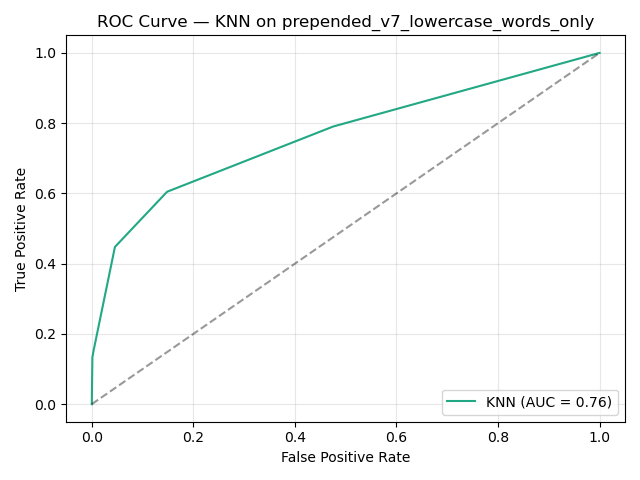 ROC Curve — KNN on prepended_v7_lowercase_words_only
True Positive Rate
1.0
0.8
0.6
0.4
0.2
0.0
KNN (AUC = 0.76)
0.0 0.2 0.4 0.6 0.8 1.0
False Positive Rate